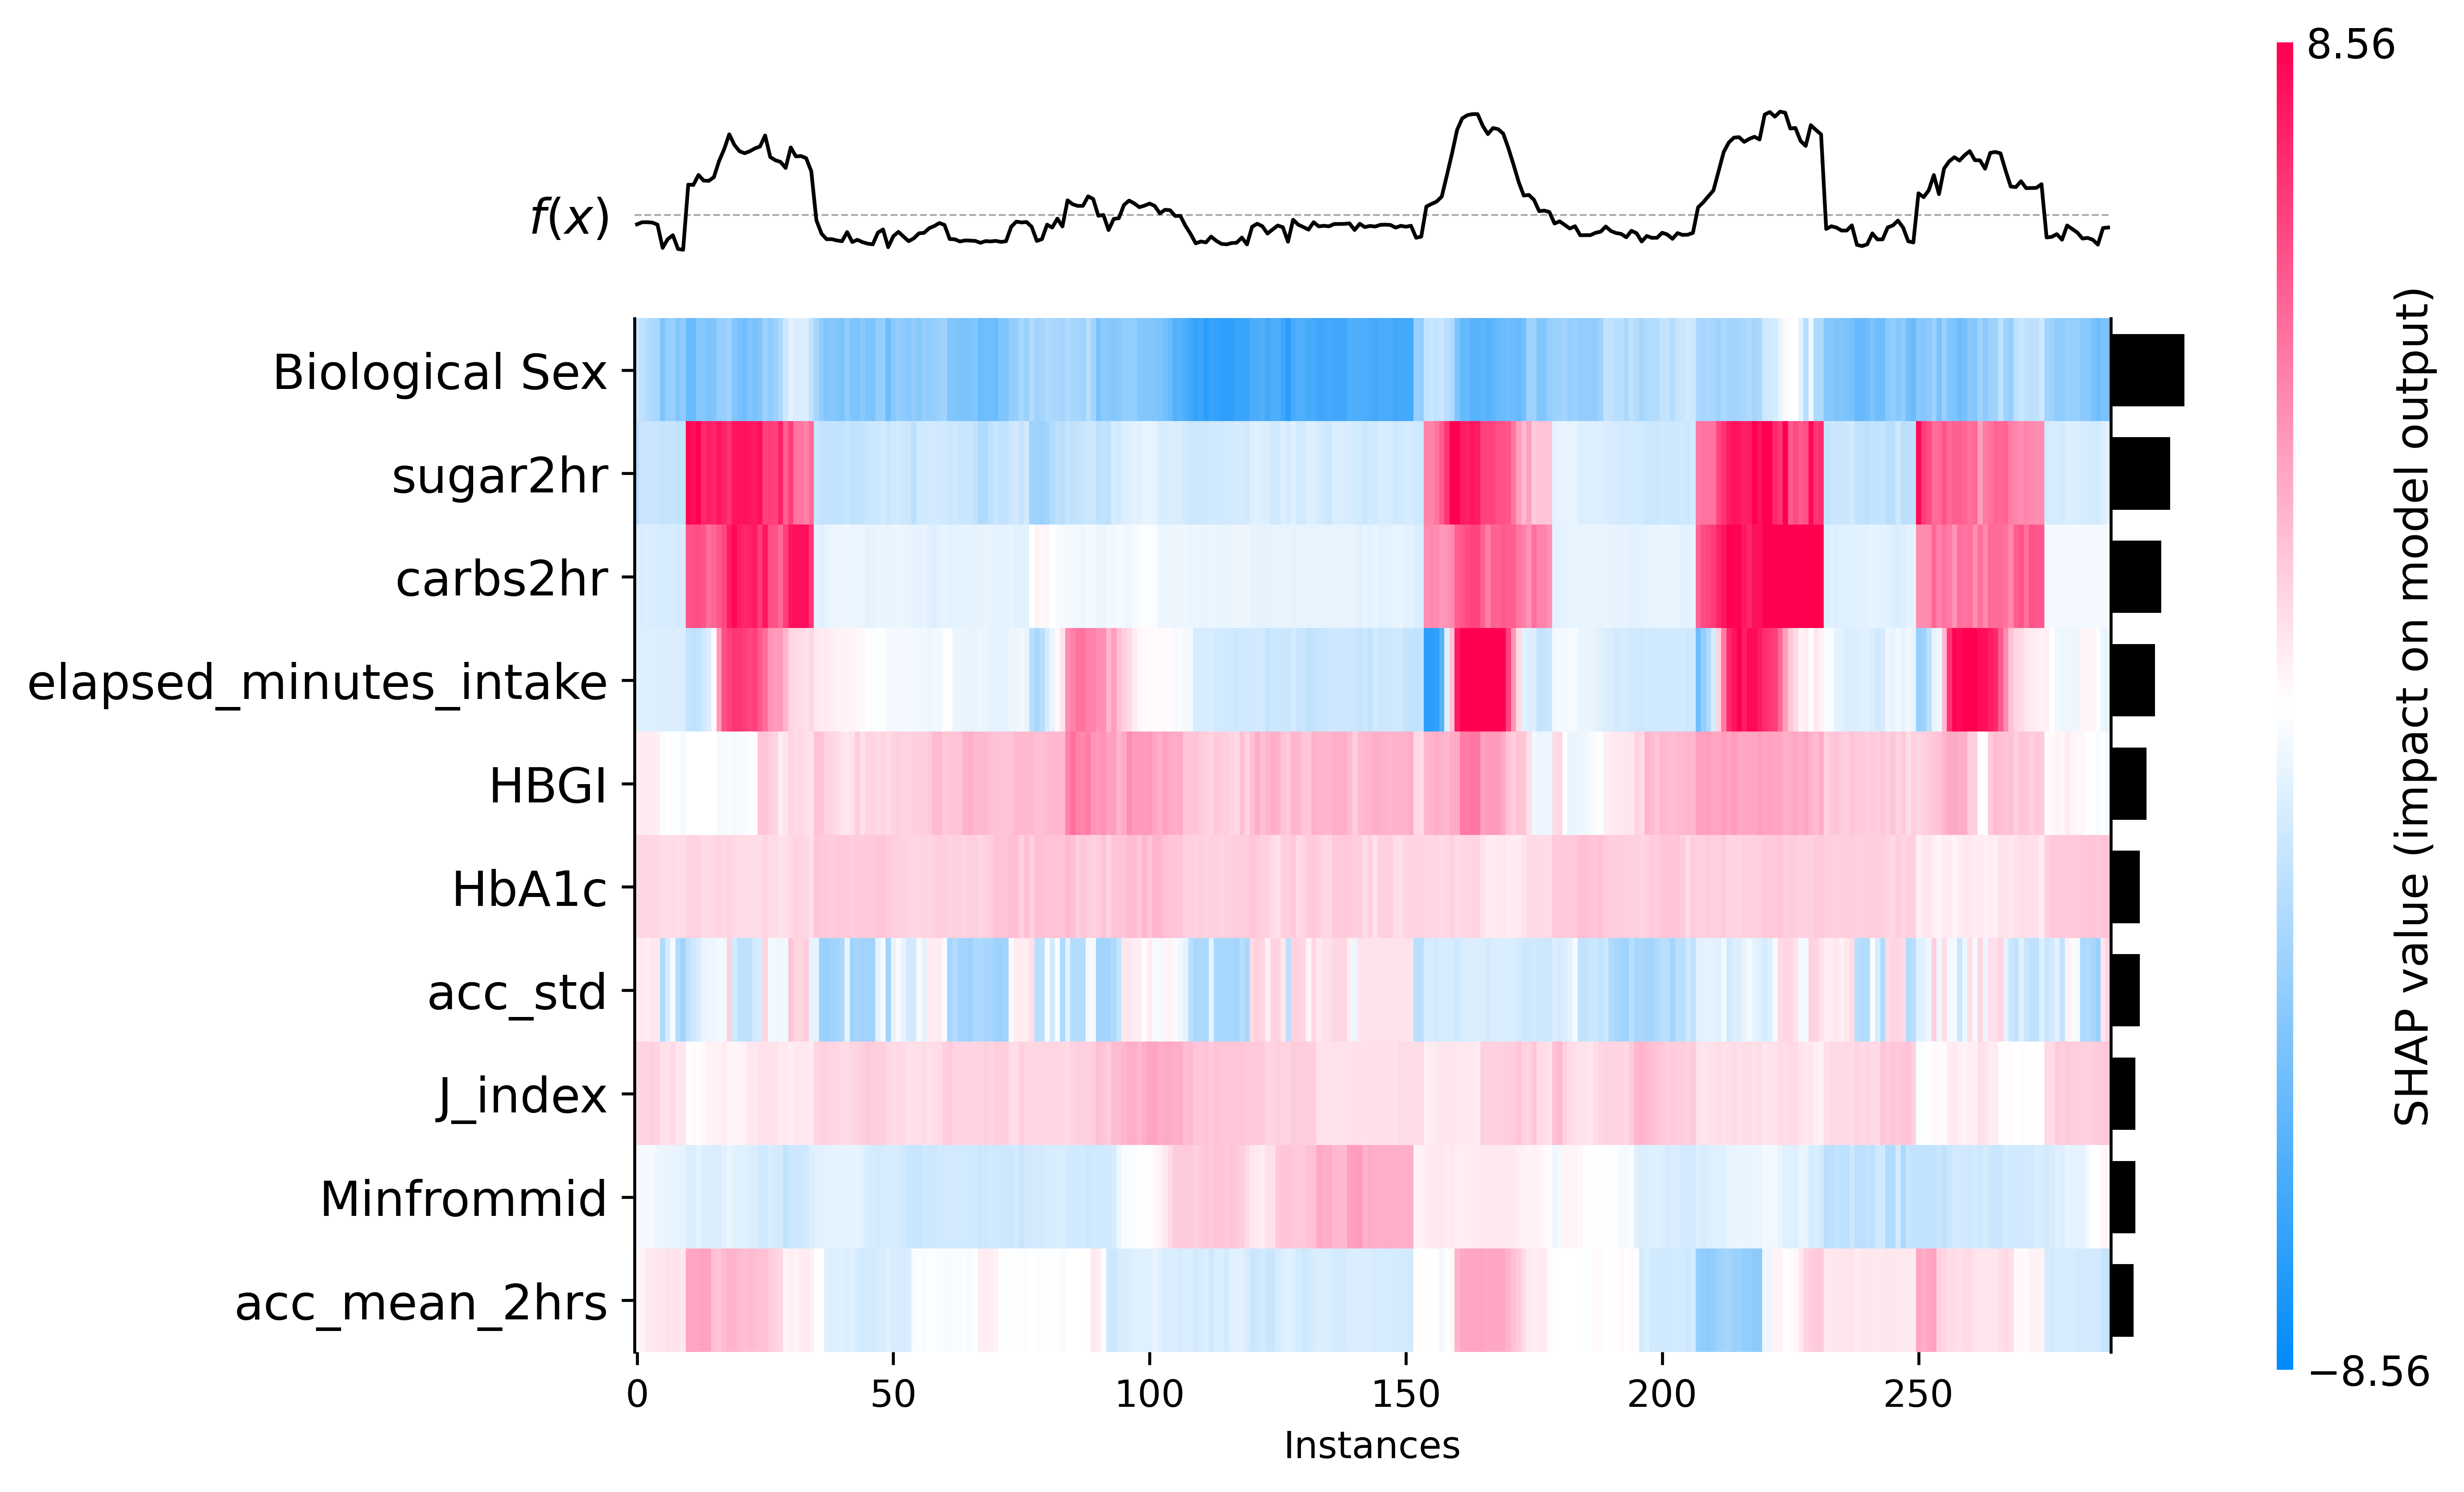 8.56
f(x)
Biological Sex
sugar2hr
carbs2hr
elapsed_minutes_intake
HBGI
HbA1c
acc_std
J_index
Minfrommid
acc_mean_2hrs
0 50 100 150 200 250
Instances
−8.56
SHAP value (impact on model output)